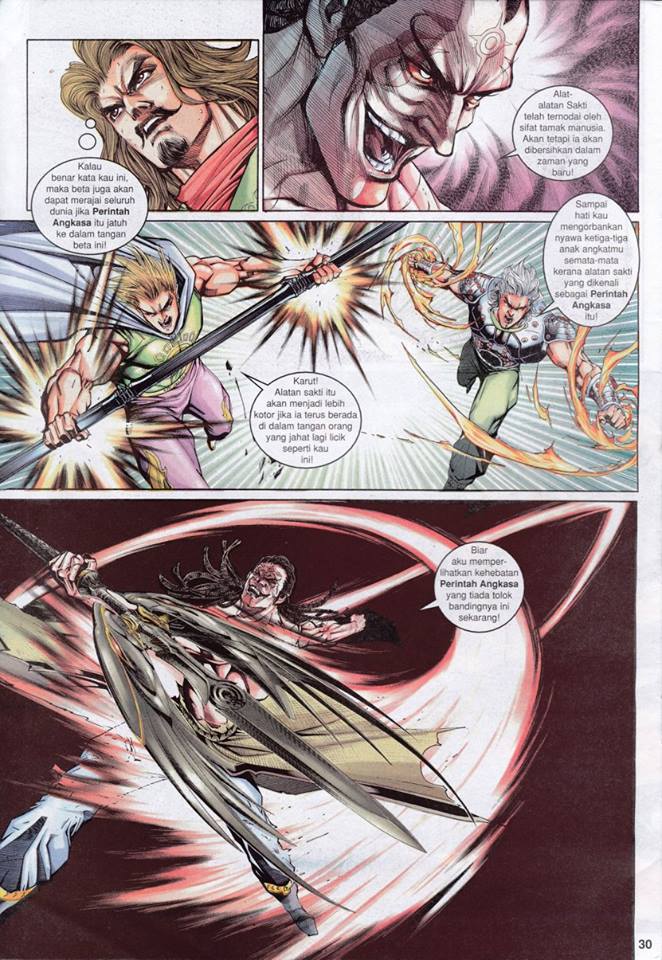 Kalau
benar kata kau ini,
maka beta juga akan
dapat merajai seluruh
dunia jika Perintah
Angkasa itu jatuh
ke dalam tangan
beta ini!
Alat-
alatan Sakti
telah ternodai oleh
sifat tamak manusia.
Akan tetapi ia akan
dibersihkan dalam
zaman yang
baru!
Sampai
hati kau
mengorbankan
nyawa ketiga-tiga
anak angkatmu
semata-mata
kerana alatan sakti
yang dikenali
sebagai Perintah
Angkasa
itu!
Karut!
Alatan sakti itu
akan menjadi lebih
kotor jika ia terus berada
di dalam tangan orang
yang jahat lagi licik
seperti kau
ini!
Biar
aku memper-
lihatkan kehebatan
Perintah Angkasa
yang tiada tolok
bandingnya ini
sekarang!
30